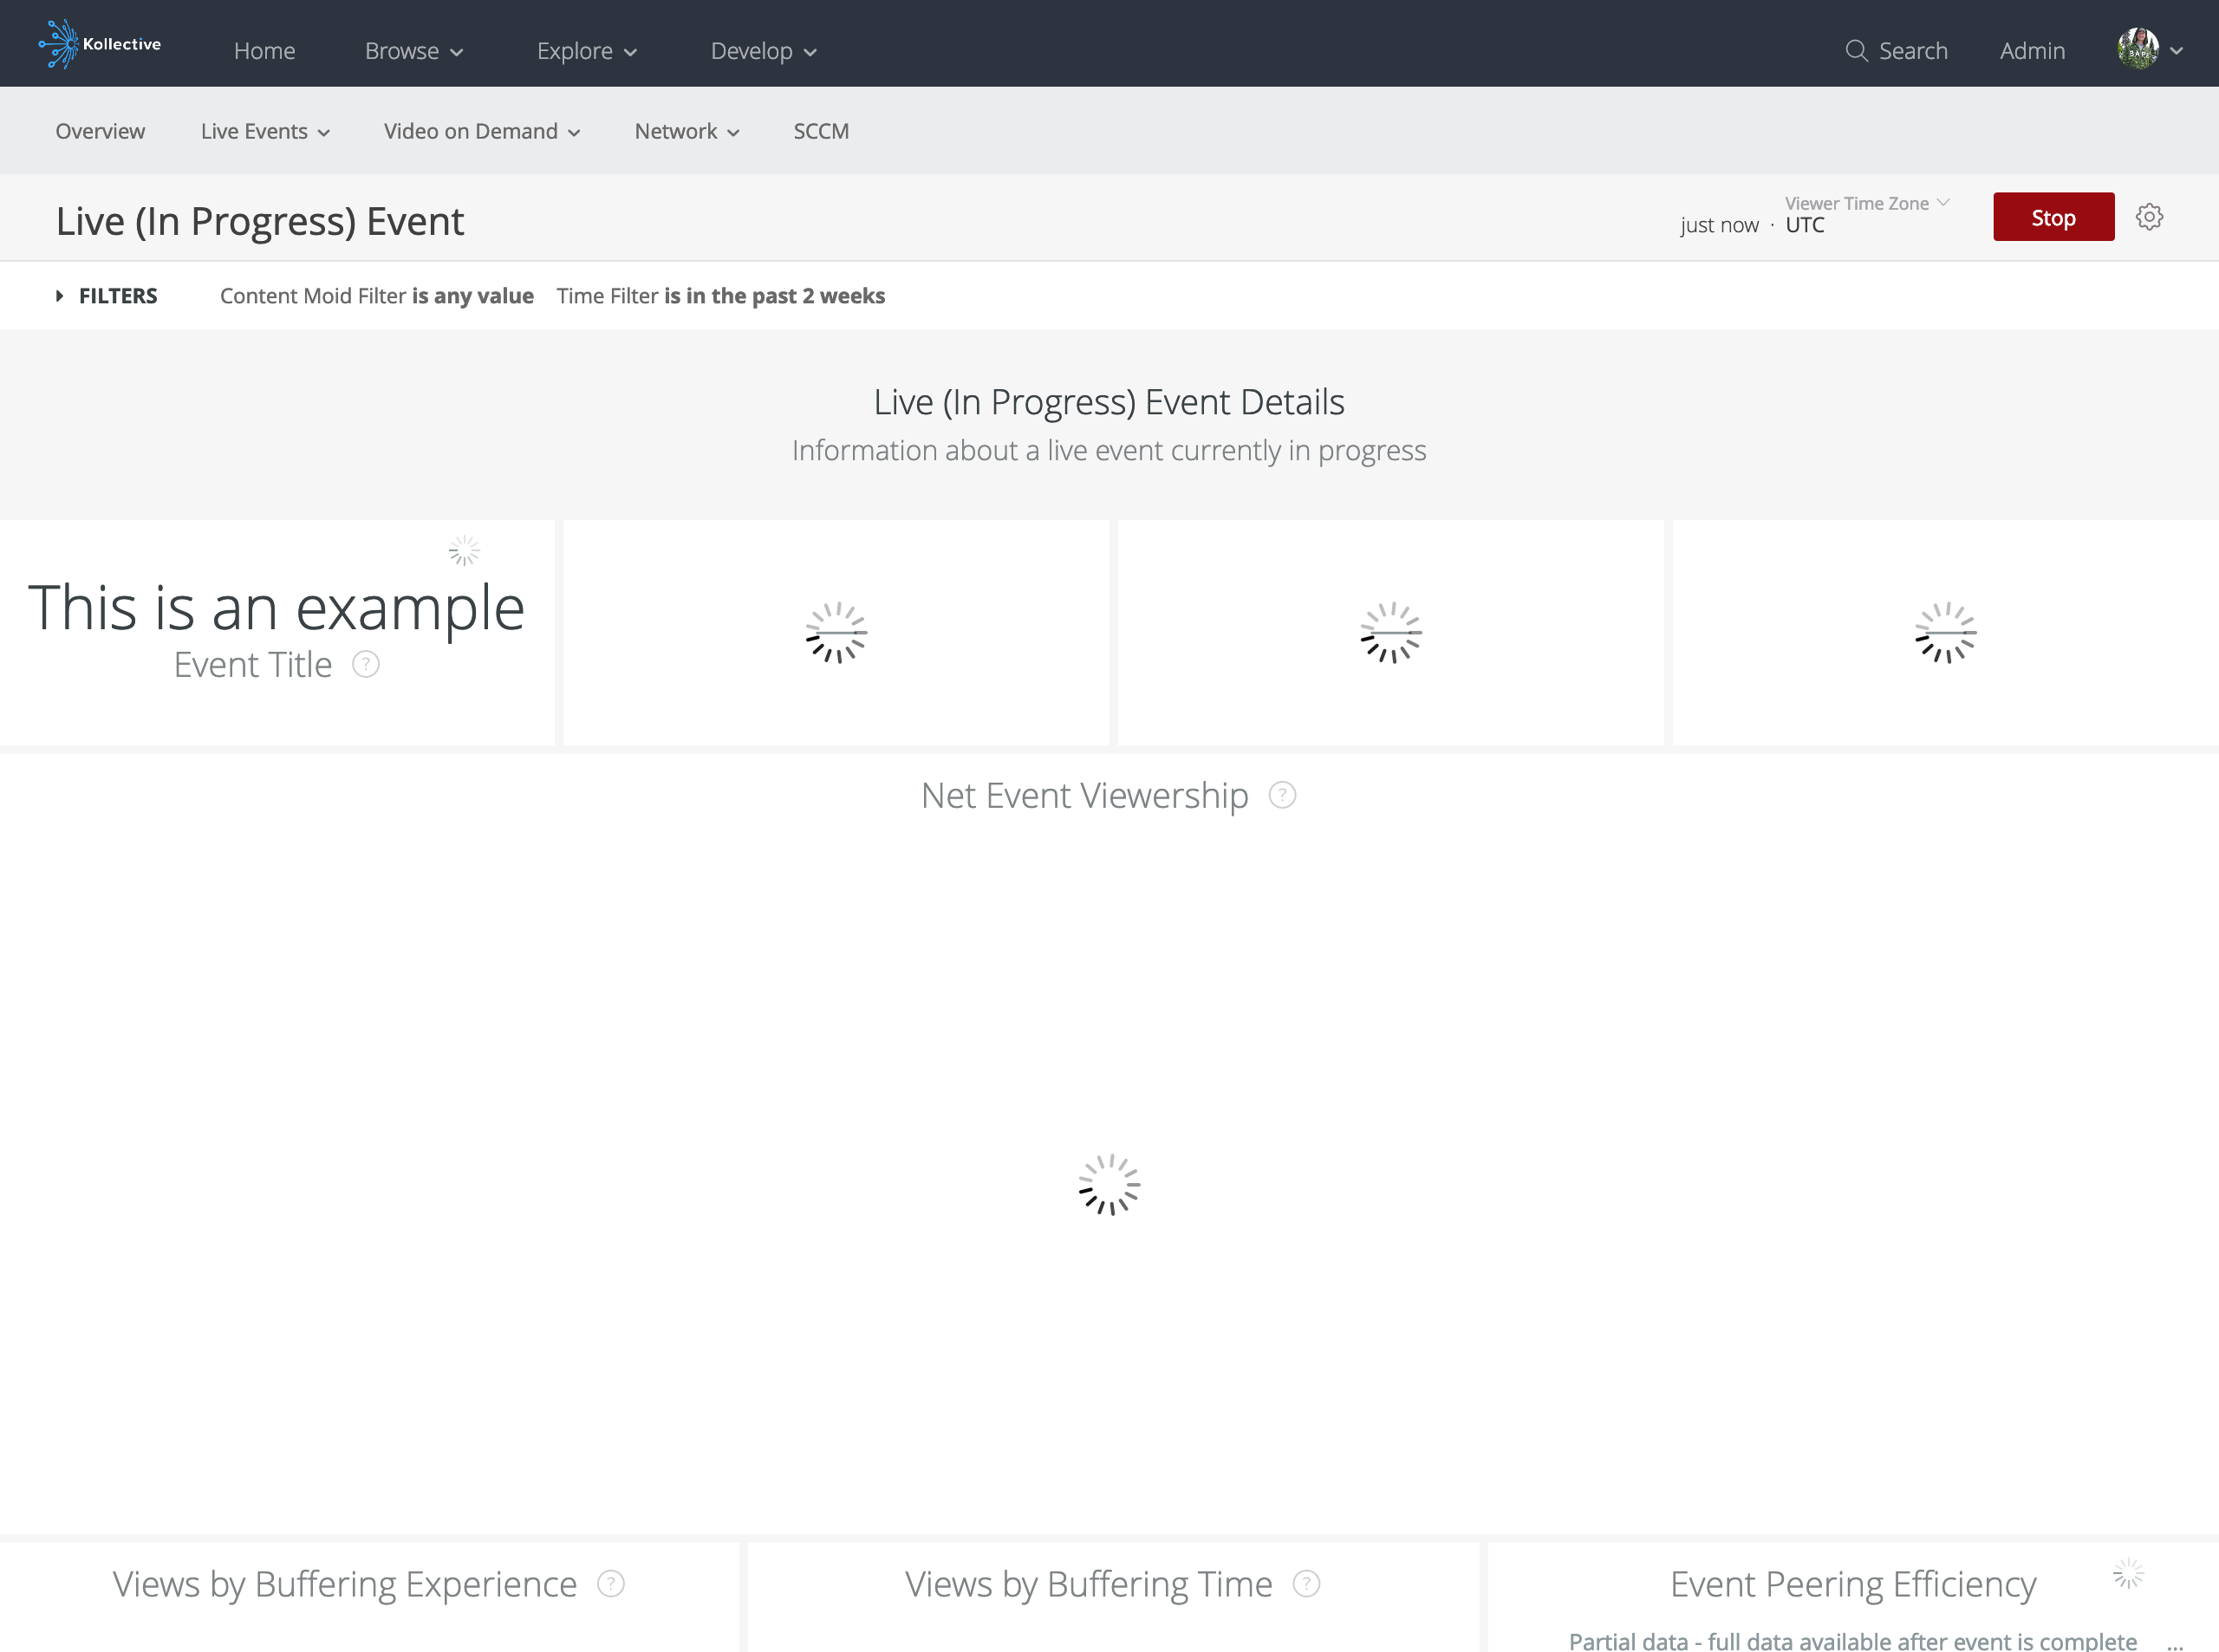 Kollective Home Browse Explore Develop Search Admin
Overview Live Events Video on Demand Network SCCM
Live (In Progress) Event
Viewer Time Zone
just now · UTC
Stop
FILTERS Content Moid Filter is any value Time Filter is in the past 2 weeks
Live (In Progress) Event Details
Information about a live event currently in progress
This is an example
Event Title ?
Net Event Viewership ?
Views by Buffering Experience ? Views by Buffering Time ? Event Peering Efficiency
Partial data - full data available after event is complete ...